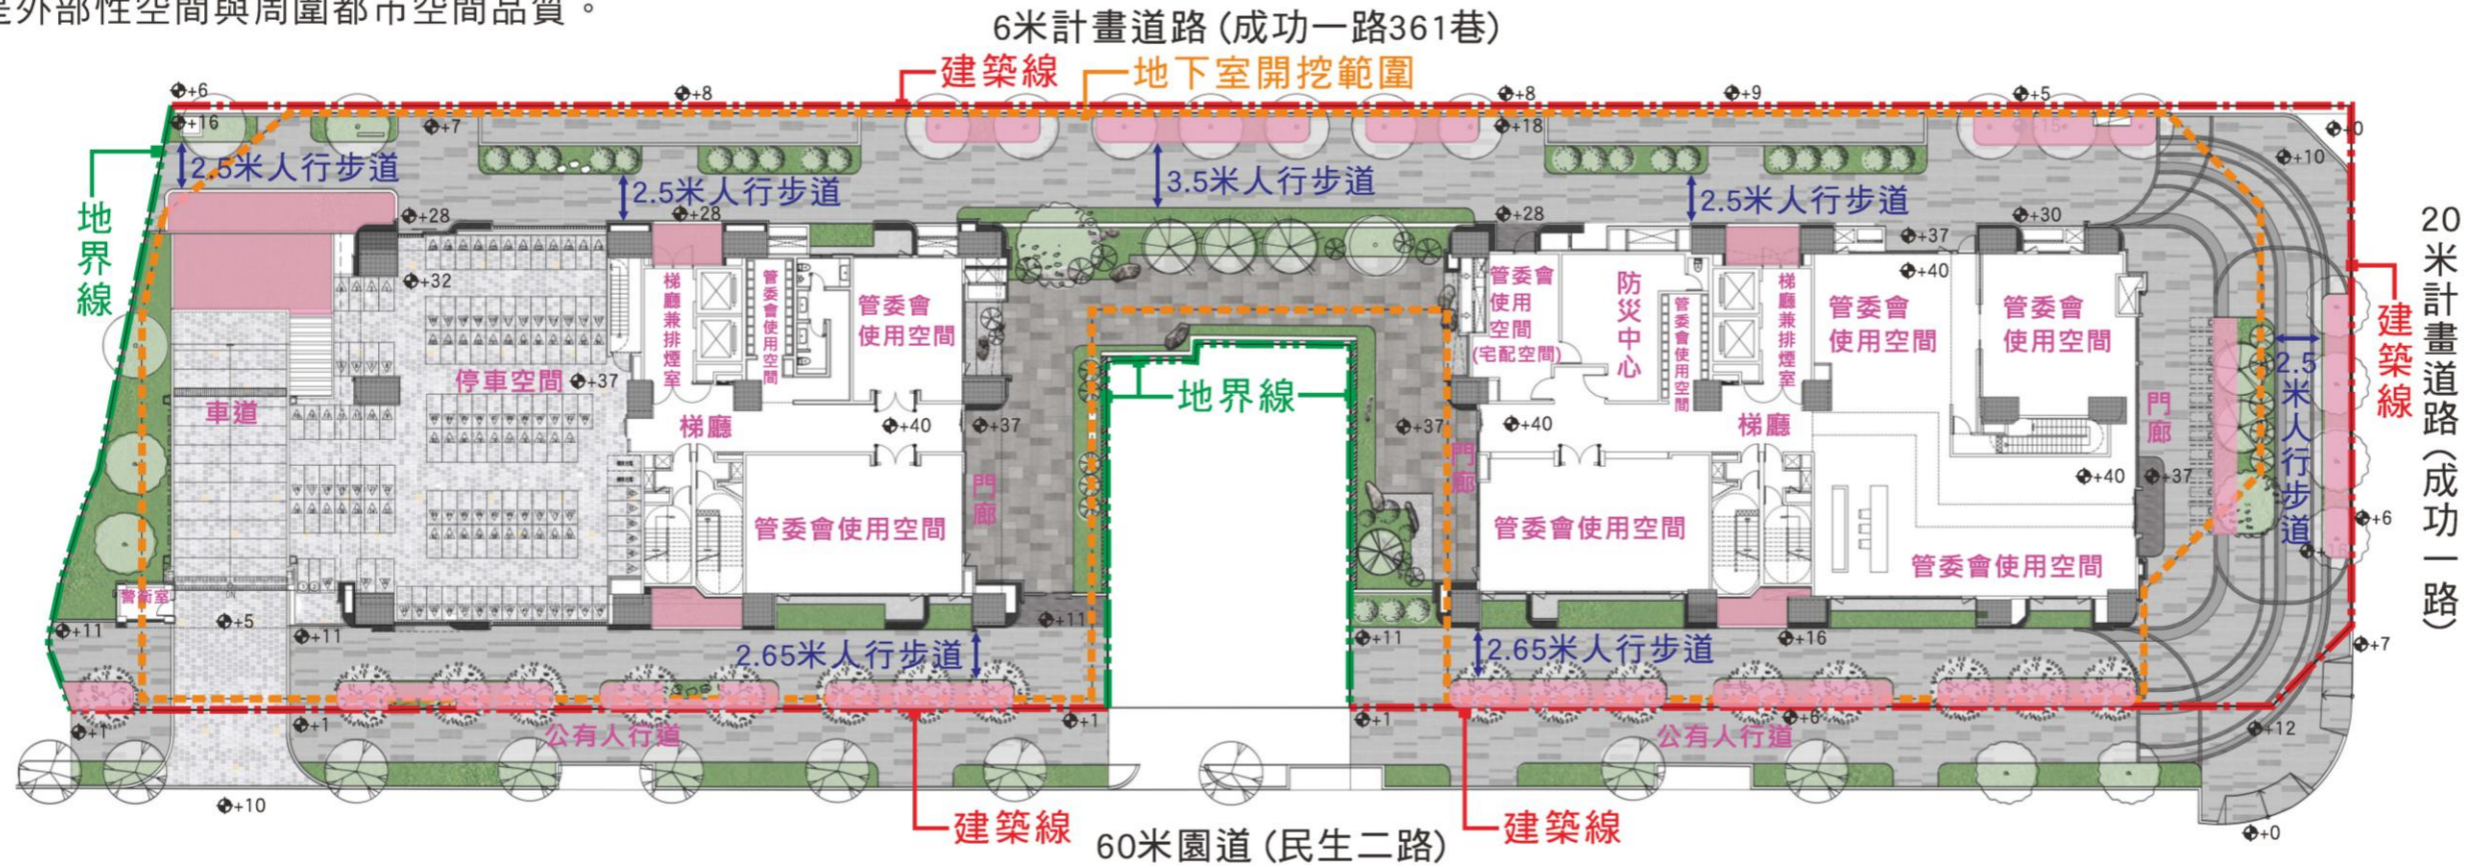 是外部性空間與周圍都市空間品質。
6米計畫道路(成功一路361巷)
建築線
地下室開挖範圍
+6
+8
+8
+9
+5
+16
+7
+18
+0
+10
地界線
2.5米人行步道
2.5米人行步道
3.5米人行步道
2.5米人行步道
+28
+28
+28
+30
+37
+40
+32
梯廳兼排煙室
管委會使用空間
管委會
使用空間
管委會
使用
空間
(宅配空間)
防災中心
管委會使用空間
梯廳兼排煙室
管委會
使用空間
管委會
使用空間
20米計畫道路(成功一路)
建築線
2.5米人行步道
停車空間
+37
車道
地界線
梯廳
+40
+37
+37
+40
梯廳
門廊
門廊
門廊
+40
+37
管委會使用空間
管委會使用空間
管委會使用空間
+6
警衛室
+5
+11
+11
+11
+11
+16
+7
2.65米人行步道
2.65米人行步道
+1
+1
+1
+1
+6
+12
公有人行道
公有人行道
+10
建築線
60米園道(民生二路)
建築線
+0